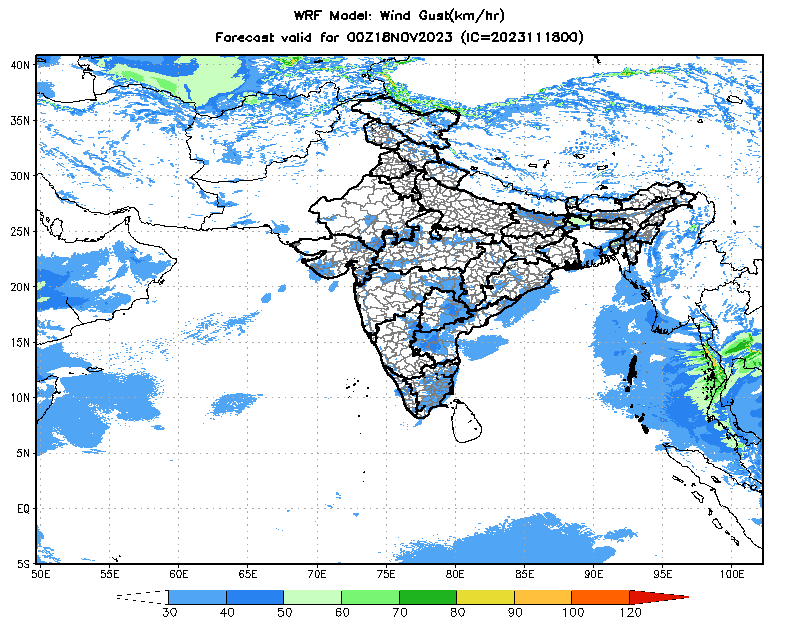 WRF Model: Wind Gust(km/hr)
Forecast valid for 00Z18NOV2023 (IC=2023111800)
40N
35N
30N
25N
20N
15N
10N
5N
EQ
5S
50E 55E 60E 65E 70E 75E 80E 85E 90E 95E 100E
30 40 50 60 70 80 90 100 120